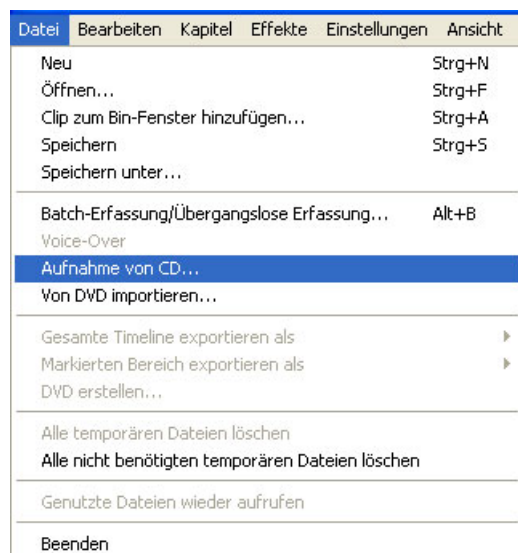 Datei Bearbeiten Kapitel Effekte Einstellungen Ansicht
Neu Strg+N
Öffnen... Strg+F
Clip zum Bin-Fenster hinzufügen... Strg+A
Speichern Strg+S
Speichern unter...
Batch-Erfassung/Übergangslose Erfassung... Alt+B
Voice-Over
Aufnahme von CD...
Von DVD importieren...
Gesamte Timeline exportieren als
Markierten Bereich exportieren als
DVD erstellen...
Alle temporären Dateien löschen
Alle nicht benötigten temporären Dateien löschen
Genutzte Dateien wieder aufrufen
Beenden